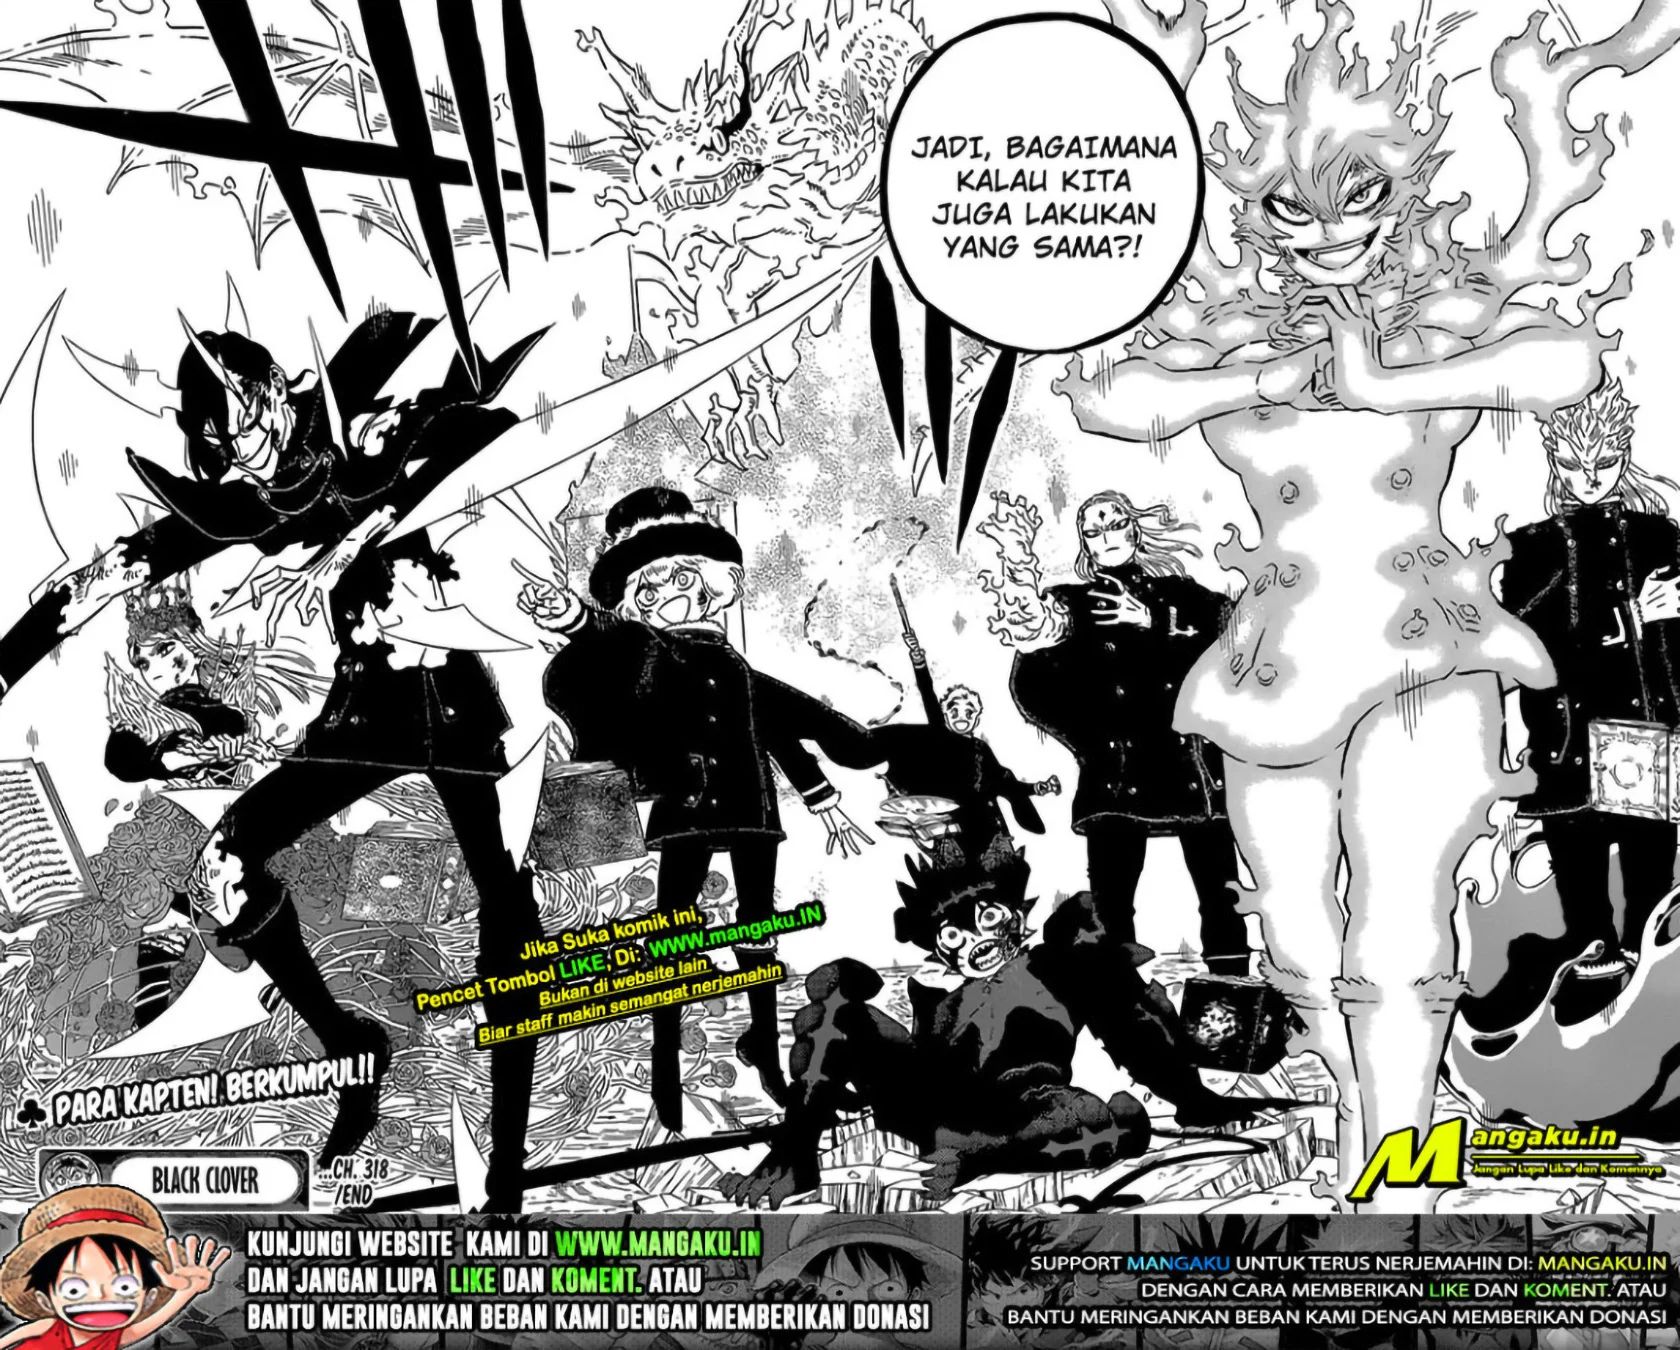 JADI, BAGAIMANA
KALAU KITA
JUGA LAKUKAN
YANG SAMA?!
Jika Suka komik ini,
Pencet Tombol LIKE, Di: WWW.mangaku.IN
Bukan di website lain
Biar staff makin semangat nerjemahin
♣ PARA KAPTEN! BERKUMPUL!!
BLACK CLOVER
...CH. 318
/END
Mangaku.in
Jangan Lupa Like dan Komennya
KUNJUNGI WEBSITE KAMI DI WWW.MANGAKU.IN
DAN JANGAN LUPA LIKE DAN KOMENT. ATAU
BANTU MERINGANKAN BEBAN KAMI DENGAN MEMBERIKAN DONASI
SUPPORT MANGAKU UNTUK TERUS NERJEMAHIN DI: MANGAKU.IN
DENGAN CARA MEMBERIKAN LIKE DAN KOMENT. ATAU
BANTU MERINGANKAN BEBAN KAMI DENGAN MEMBERIKAN DONASI